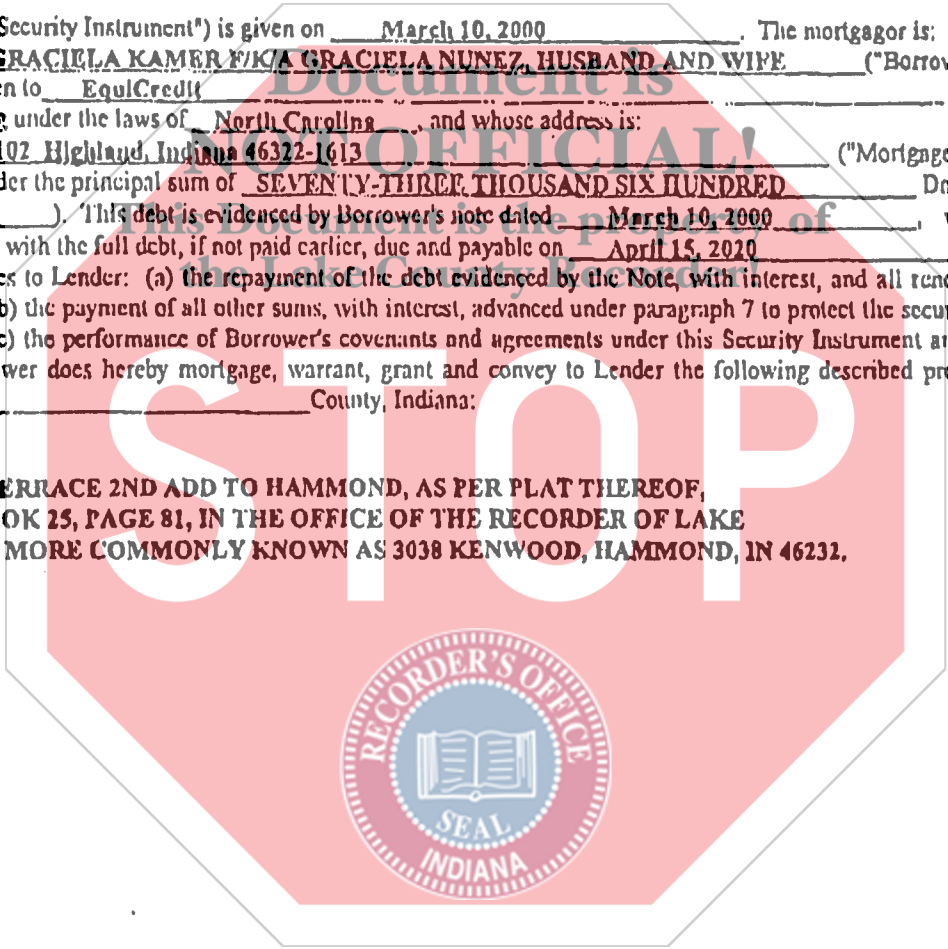 Security Instrument") is given on March 10, 2000 . The mortgagor is:
GRACIELA KAMER F/K/A GRACIELA NUNEZ, HUSBAND AND WIFE ("Borrow
en to EquiCredit
g under the laws of North Carolina , and whose address is:
102 Highland, Indiana 46322-1613 ("Mortgage
der the principal sum of SEVENTY-THREE THOUSAND SIX HUNDRED Do
). This debt is evidenced by Borrower's note dated March 10, 2000 ,
with the full debt, if not paid earlier, due and payable on April 15, 2020
es to Lender: (a) the repayment of the debt evidenced by the Note, with interest, and all rene
b) the payment of all other sums, with interest, advanced under paragraph 7 to protect the secu
c) the performance of Borrower's covenants and agreements under this Security Instrument a
wer does hereby mortgage, warrant, grant and convey to Lender the following described pro
County, Indiana:
ERRACE 2ND ADD TO HAMMOND, AS PER PLAT THEREOF,
OK 25, PAGE 81, IN THE OFFICE OF THE RECORDER OF LAKE
MORE COMMONLY KNOWN AS 3038 KENWOOD, HAMMOND, IN 46232.
Document is
NOT OFFICIAL!
This Document is the property of
the Lake County Recorder!
STOP
RECORDER'S OFFICE
SEAL
INDIANA